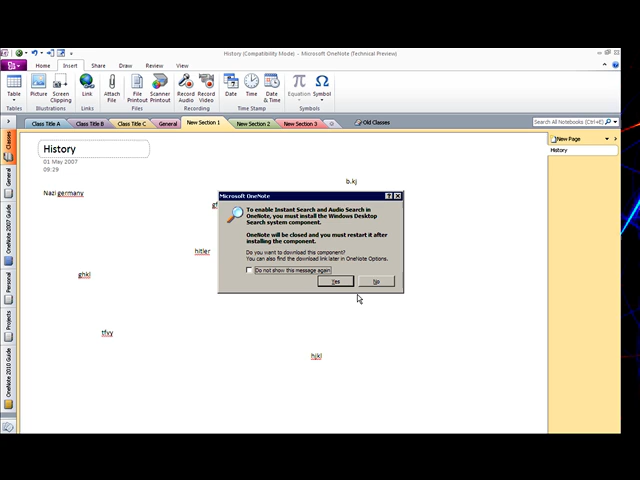 History (Compatibility Mode) - Microsoft OneNote (Technical Preview)
Home Insert Share Draw Review View
Table Picture Screen Clipping Link Attach File File Printout Scanner Printout Record Audio Record Video Date Time Date & Time Equation Symbol
Tables Illustrations Links Files Recording Time Stamp Symbols
Class Title A Class Title B Class Title C General New Section 1 New Section 2 New Section 3 Old Classes Search All Notebooks (Ctrl+E)
Classes
General
OneNote 2007 Guide
Personal
Projects
OneNote 2010 Guide
New Page
History
History
01 May 2007
09:29
b.kj
Nazi germany
gf
hitler
ghkl
tfvy
hjkl
Microsoft OneNote
To enable Instant Search and Audio Search in
OneNote, you must install the Windows Desktop
Search system component.
OneNote will be closed and you must restart it after
installing the component.
Do you want to download this component?
You can also find the download link later in OneNote Options.
Do not show this message again
Yes No